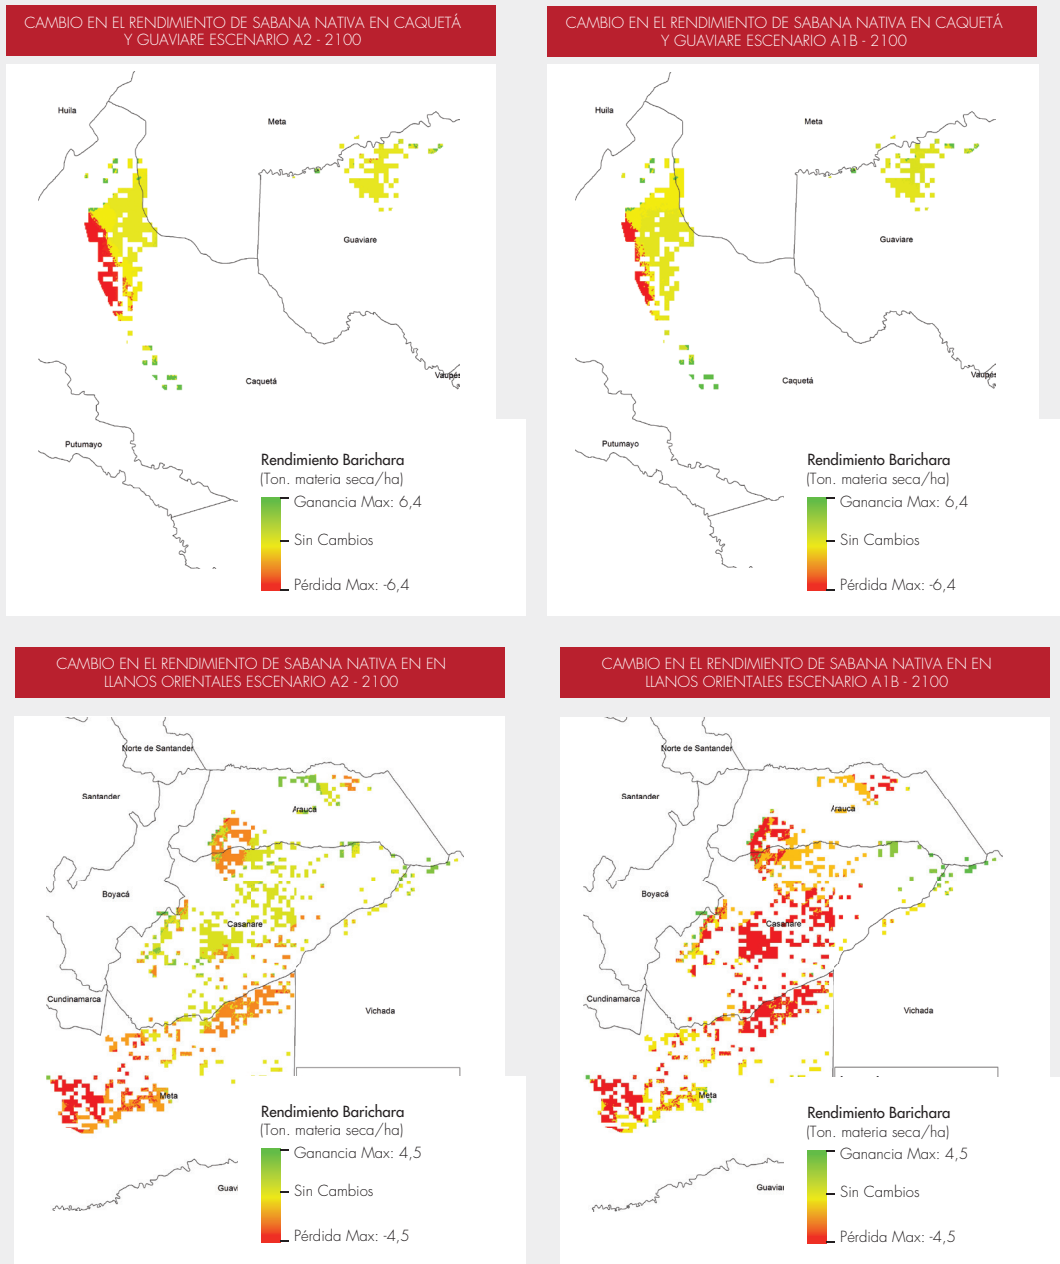 CAMBIO EN EL RENDIMIENTO DE SABANA NATIVA EN CAQUETÁ
Y GUAVIARE ESCENARIO A2 - 2100
Huila
Meta
Guaviare
Caquetá
Vaupés
Putumayo
Rendimiento Barichara
(Ton. materia seca/ha)
Ganancia Max: 6,4
Sin Cambios
Pérdida Max: -6,4
CAMBIO EN EL RENDIMIENTO DE SABANA NATIVA EN CAQUETÁ
Y GUAVIARE ESCENARIO A1B - 2100
Huila
Meta
Guaviare
Caquetá
Vaupés
Putumayo
Rendimiento Barichara
(Ton. materia seca/ha)
Ganancia Max: 6,4
Sin Cambios
Pérdida Max: -6,4
CAMBIO EN EL RENDIMIENTO DE SABANA NATIVA EN EN
LLANOS ORIENTALES ESCENARIO A2 - 2100
Norte de Santander
Santander
Arauca
Boyacá
Casanare
Cundinamarca
Vichada
Meta
Guavi
Rendimiento Barichara
(Ton. materia seca/ha)
Ganancia Max: 4,5
Sin Cambios
Pérdida Max: -4,5
CAMBIO EN EL RENDIMIENTO DE SABANA NATIVA EN EN
LLANOS ORIENTALES ESCENARIO A1B - 2100
Norte de Santander
Santander
Arauca
Boyacá
Casanare
Cundinamarca
Vichada
Meta
Guaviar
Rendimiento Barichara
(Ton. materia seca/ha)
Ganancia Max: 4,5
Sin Cambios
Pérdida Max: -4,5